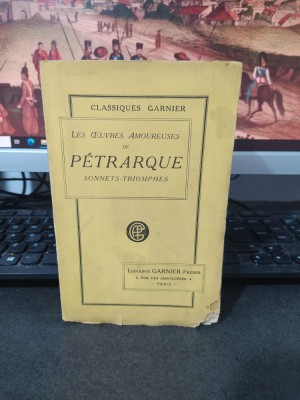 CLASSIQUES GARNIER
LES ŒUVRES AMOUREUSES
DE
PÉTRARQUE
SONNETS-TRIOMPHES
LIBRAIRIE GARNIER FRÈRES
6, RUE DES SAINTS-PÈRES, 6
— PARIS —